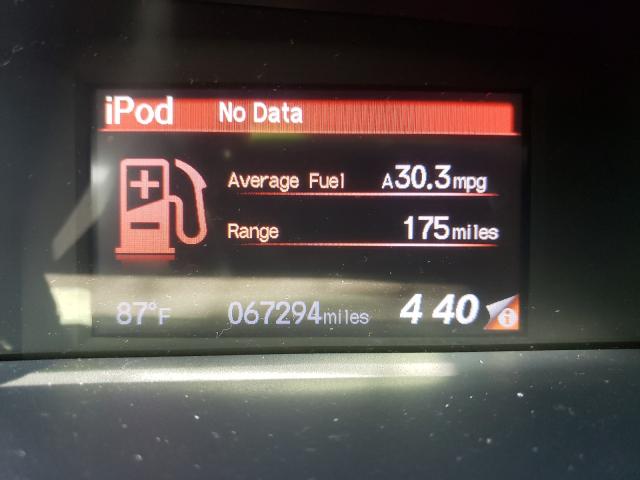 iPod No Data
Average Fuel A30.3mpg
Range 175miles
87°F 067294miles 4 40 i